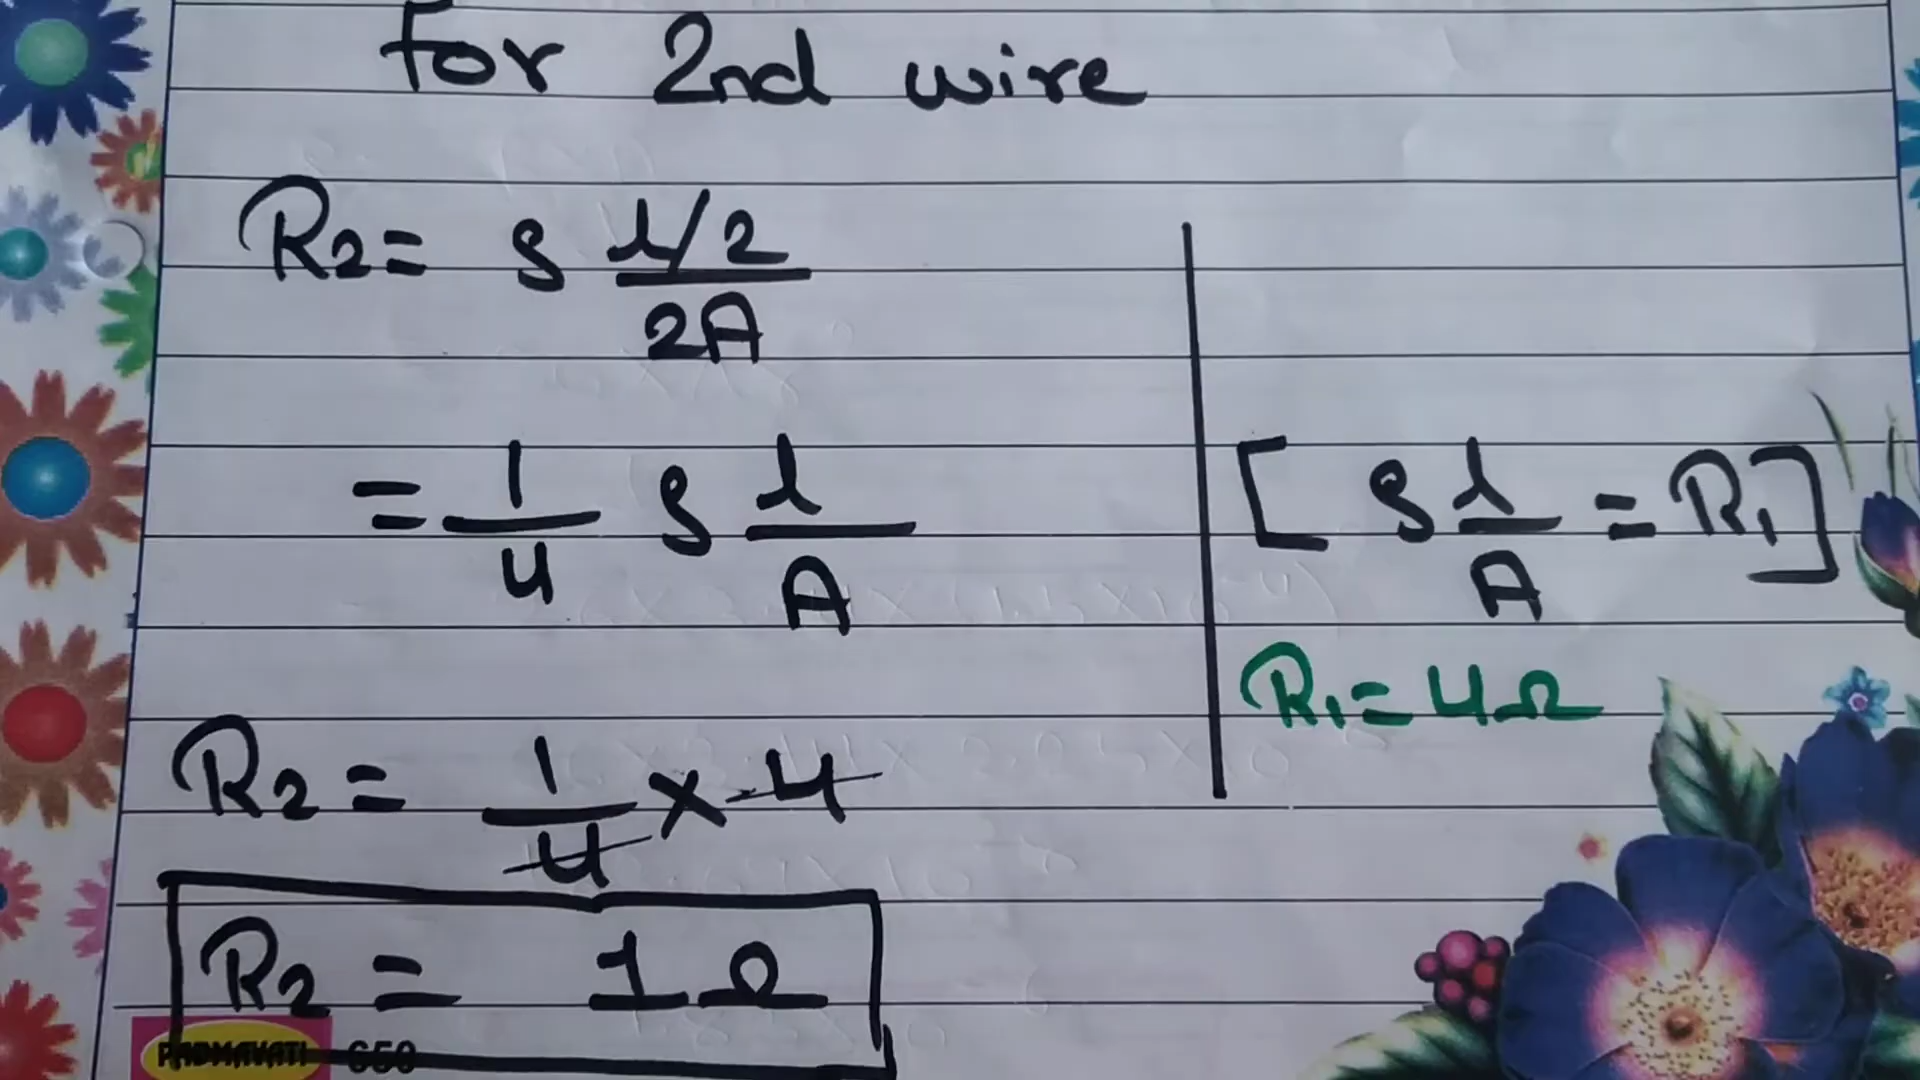 For 2nd wire
R₂ = ρ l/2
2A
= 1/4 ρ l/A
[ρ l/A = R₁]
R₁ = 4Ω
R₂ = 1/4 × 4
R₂ = 1Ω
PADMAVATI 650